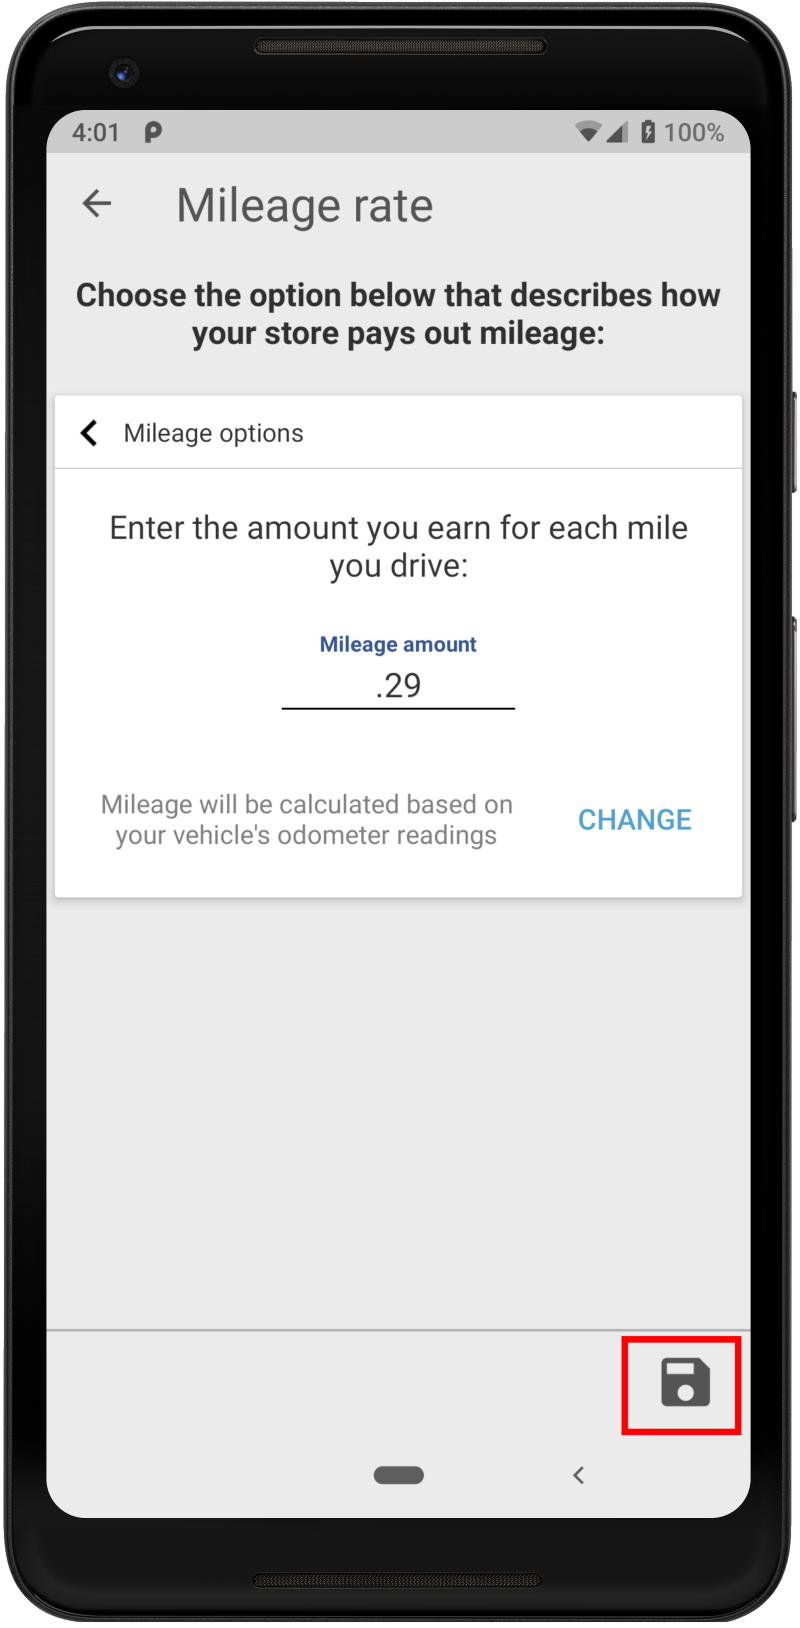 4:01 100%
Mileage rate
Choose the option below that describes how
your store pays out mileage:
Mileage options
Enter the amount you earn for each mile
you drive:
Mileage amount
.29
Mileage will be calculated based on
your vehicle's odometer readings
CHANGE